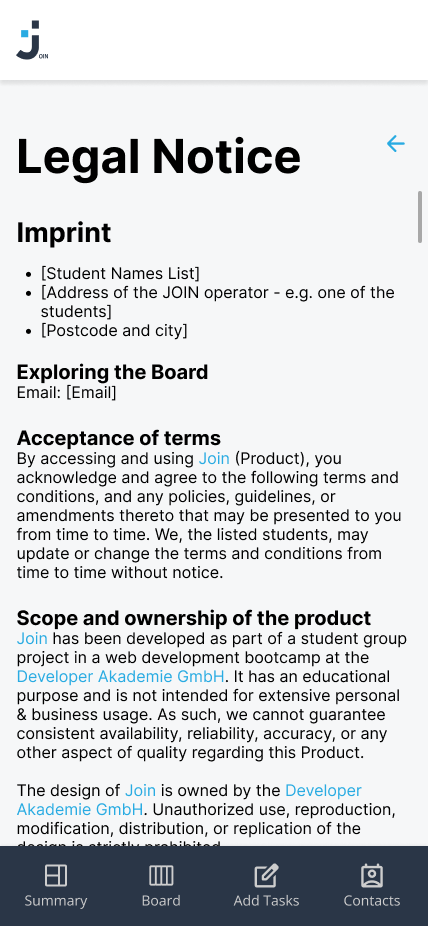 JOIN
Legal Notice
Imprint
• [Student Names List]
• [Address of the JOIN operator - e.g. one of the
students]
• [Postcode and city]
Exploring the Board
Email: [Email]
Acceptance of terms
By accessing and using Join (Product), you
acknowledge and agree to the following terms and
conditions, and any policies, guidelines, or
amendments thereto that may be presented to you
from time to time. We, the listed students, may
update or change the terms and conditions from
time to time without notice.
Scope and ownership of the product
Join has been developed as part of a student group
project in a web development bootcamp at the
Developer Akademie GmbH. It has an educational
purpose and is not intended for extensive personal
& business usage. As such, we cannot guarantee
consistent availability, reliability, accuracy, or any
other aspect of quality regarding this Product.
The design of Join is owned by the Developer
Akademie GmbH. Unauthorized use, reproduction,
modification, distribution, or replication of the
design is strictly prohibited.
Summary
Board
Add Tasks
Contacts